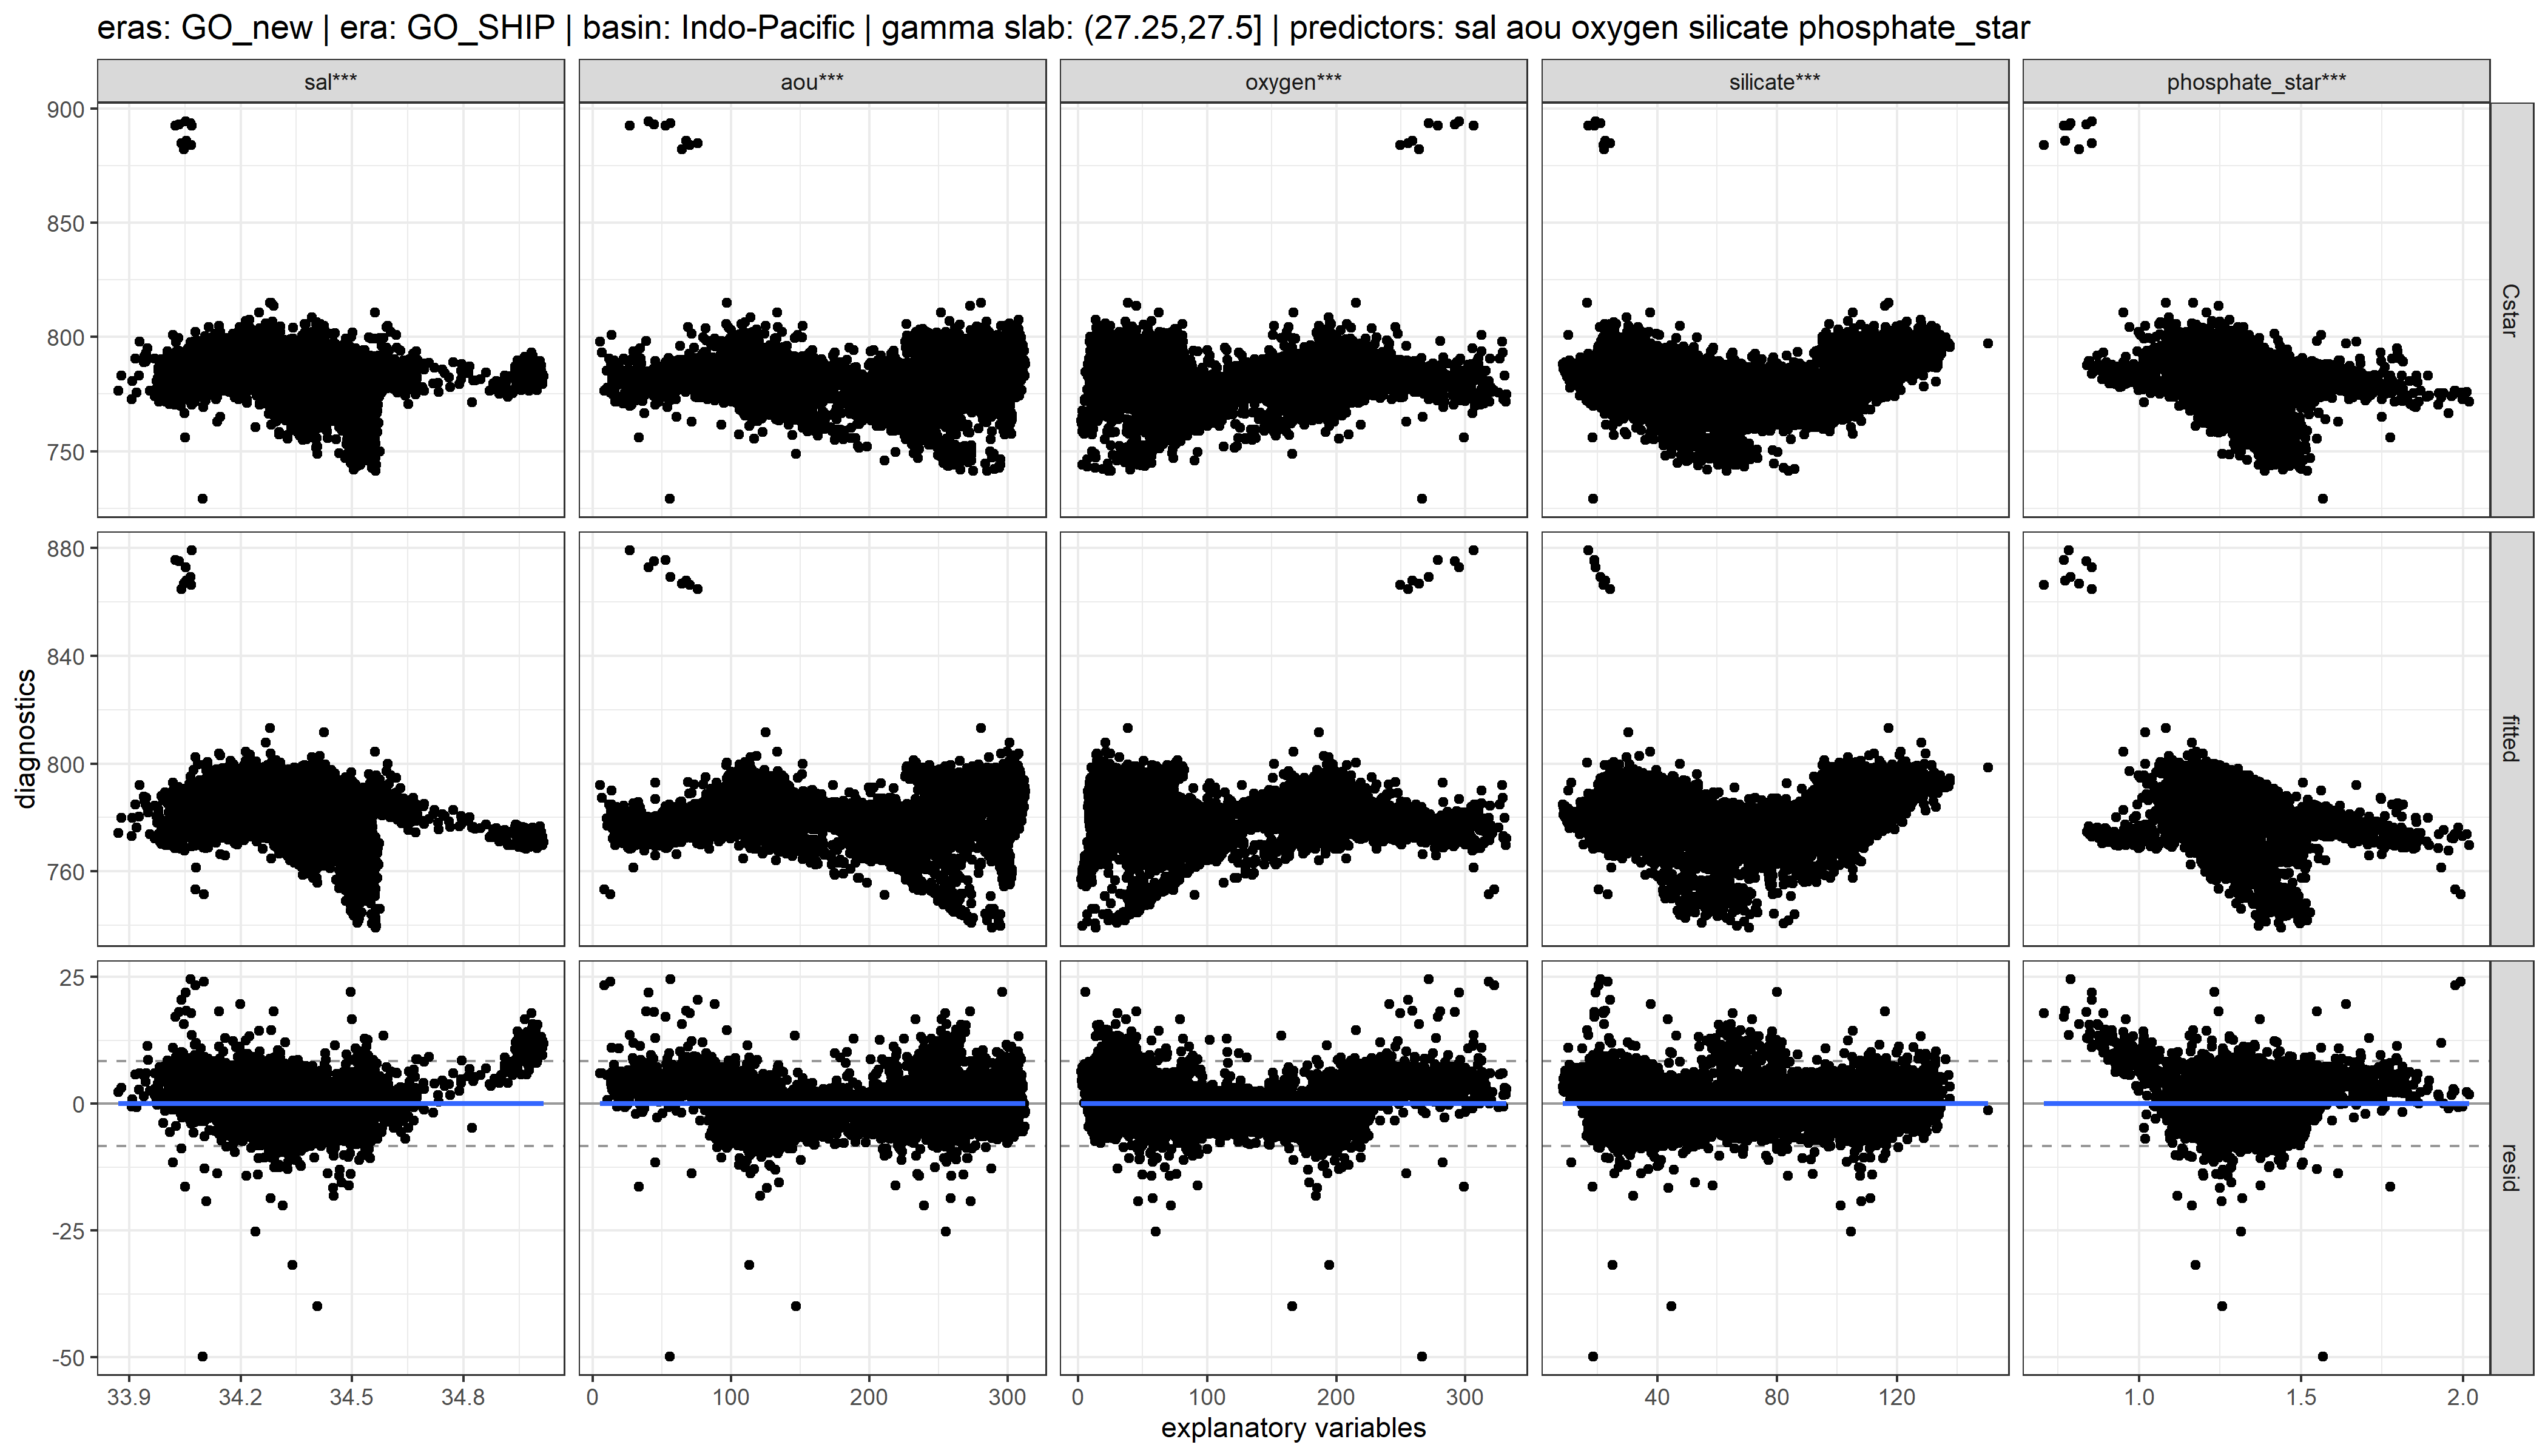 eras: GO_new | era: GO_SHIP | basin: Indo-Pacific | gamma slab: (27.25,27.5] | predictors: sal aou oxygen silicate phosphate_star
sal*** aou*** oxygen*** silicate*** phosphate_star***
900
850
800
750
Cstar
880
840
800
760
fitted
diagnostics
25
0
-25
-50
resid
33.9 34.2 34.5 34.8 0 100 200 300 0 100 200 300 40 80 120 1.0 1.5 2.0
explanatory variables